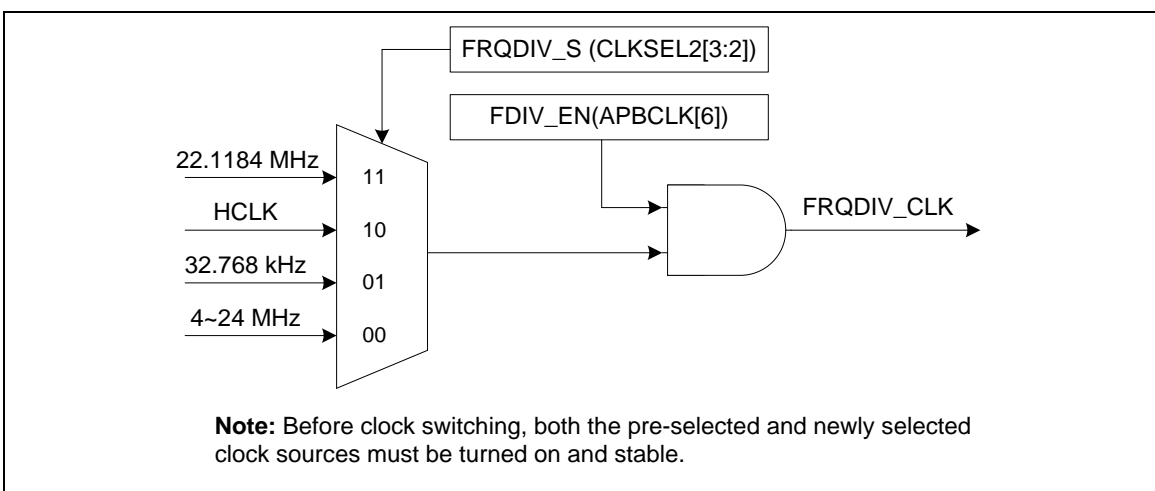 FRQDIV_S (CLKSEL2[3:2])
FDIV_EN(APBCLK[6])
22.1184 MHz
11
HCLK
10
FRQDIV_CLK
32.768 kHz
01
4~24 MHz
00
Note: Before clock switching, both the pre-selected and newly selected
clock sources must be turned on and stable.